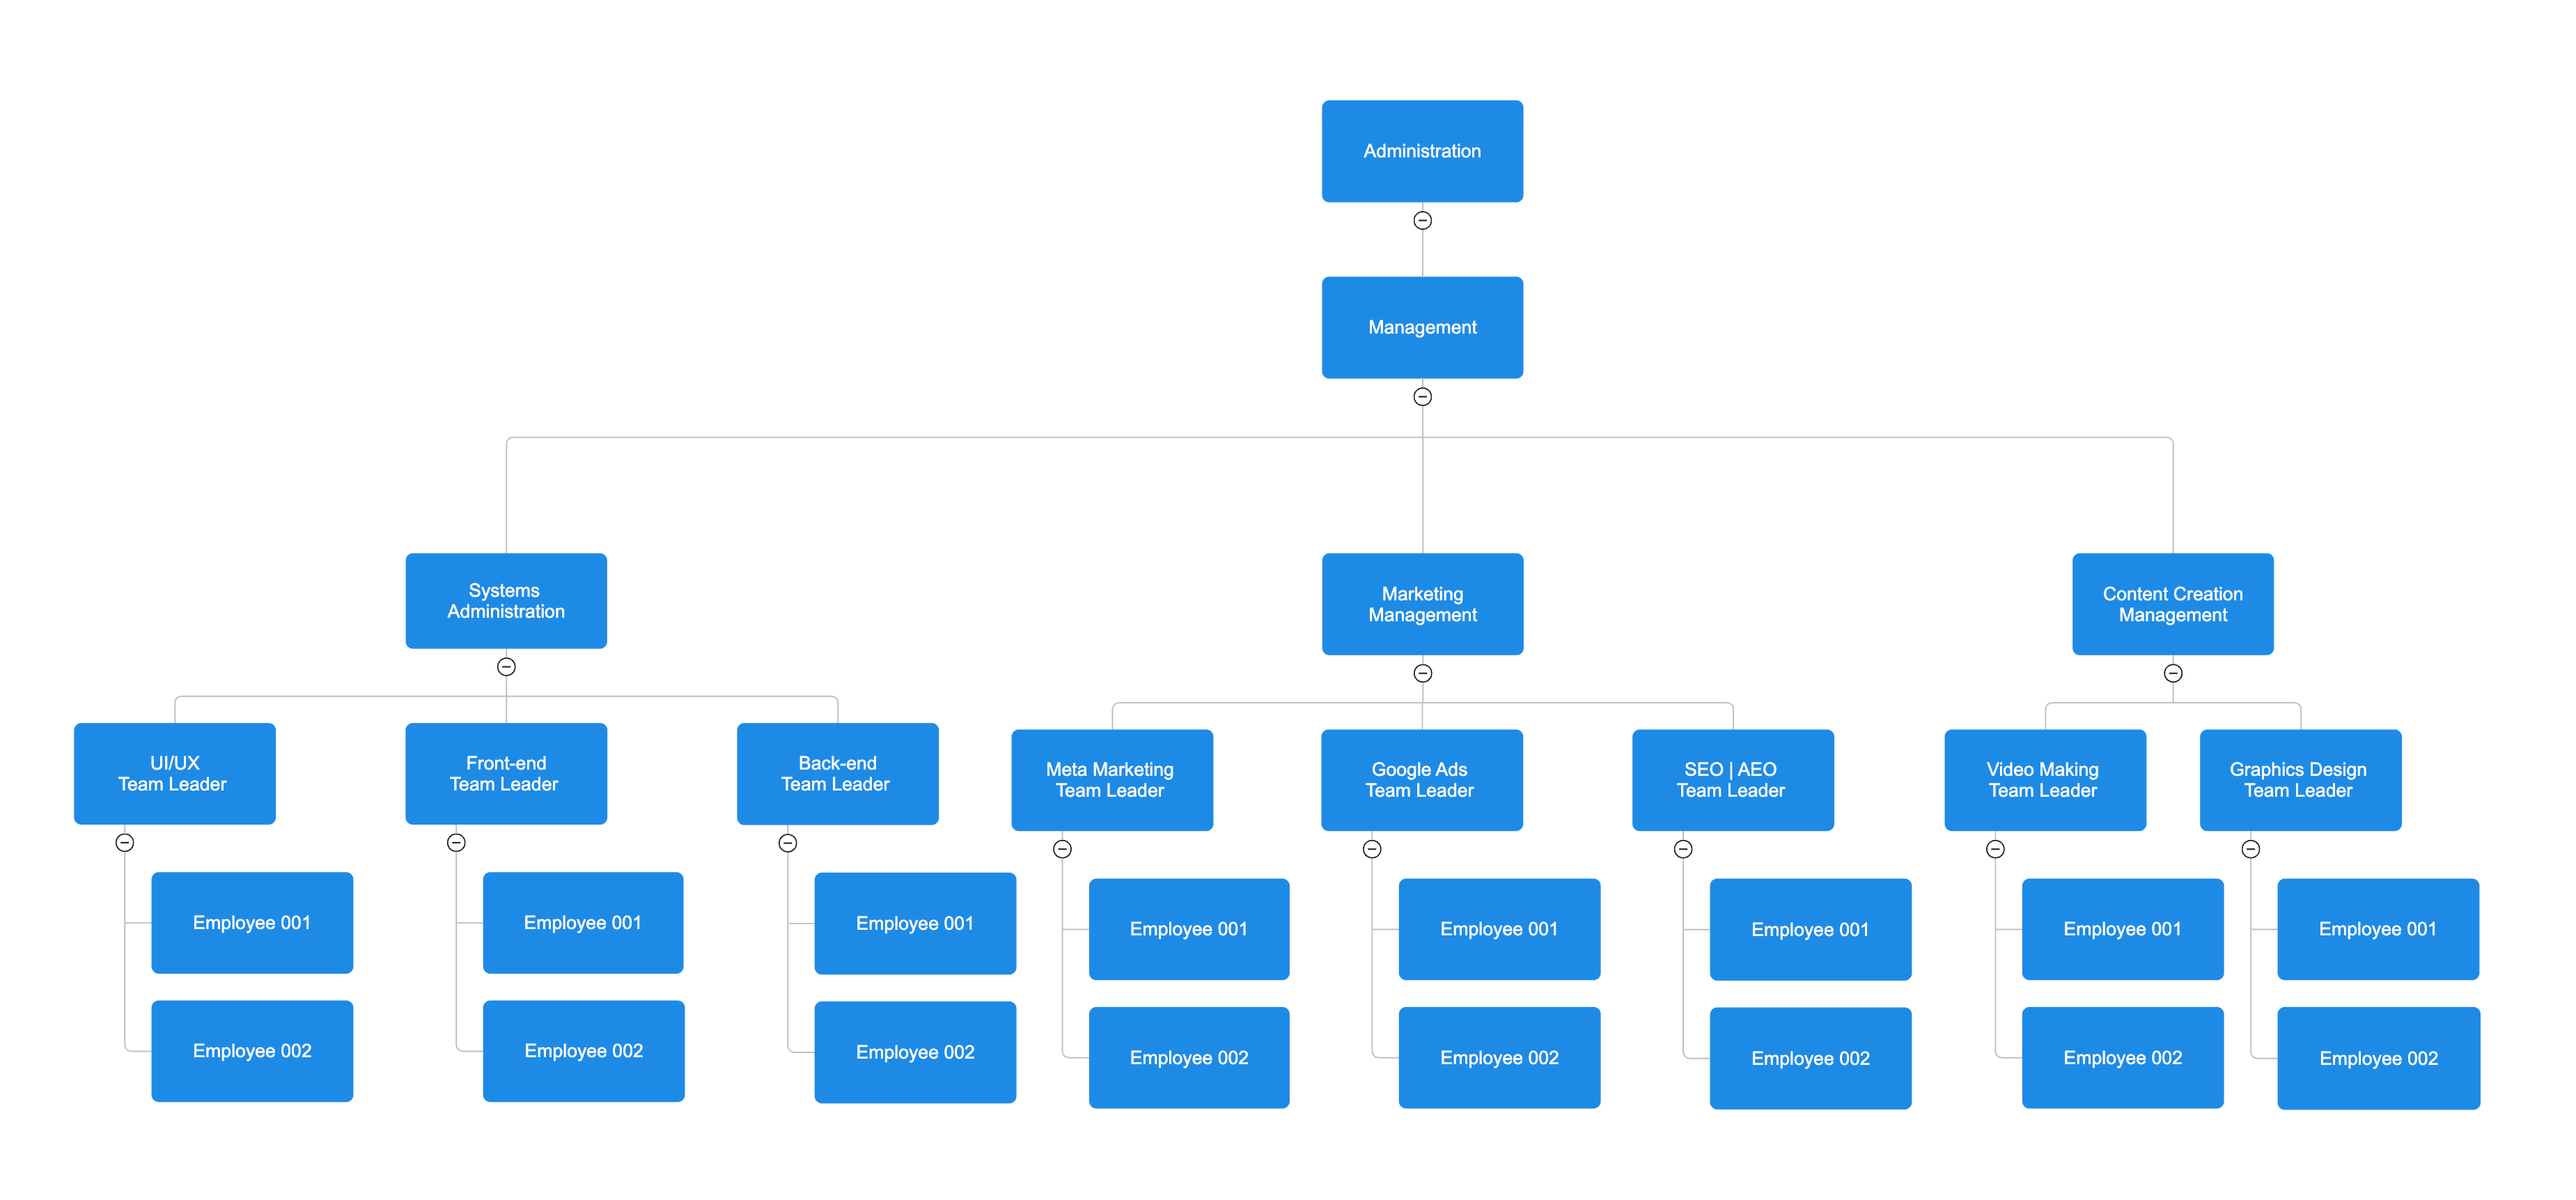 Administration
Management
Systems
Administration
Marketing
Management
Content Creation
Management
UI/UX
Team Leader
Front-end
Team Leader
Back-end
Team Leader
Meta Marketing
Team Leader
Google Ads
Team Leader
SEO | AEO
Team Leader
Video Making
Team Leader
Graphics Design
Team Leader
Employee 001
Employee 001
Employee 001
Employee 001
Employee 001
Employee 001
Employee 001
Employee 001
Employee 002
Employee 002
Employee 002
Employee 002
Employee 002
Employee 002
Employee 002
Employee 002